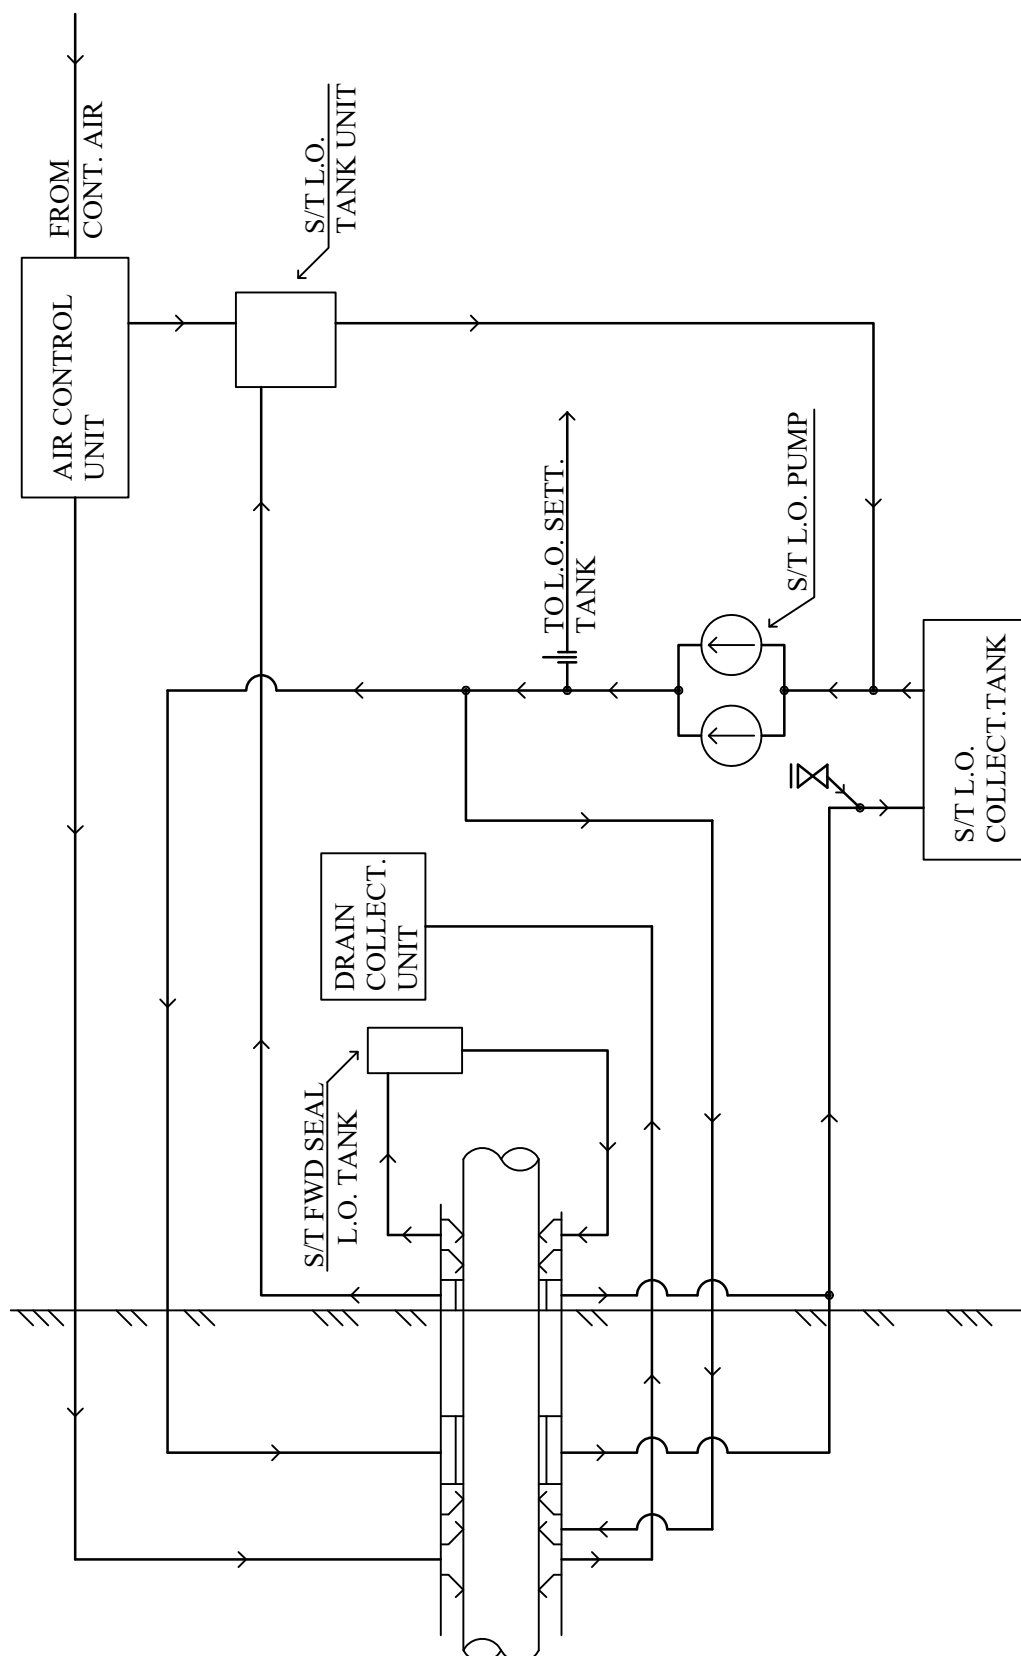 FROM
CONT. AIR
AIR CONTROL
UNIT
S/T L.O.
TANK UNIT
TO L.O. SETT.
TANK
S/T L.O. PUMP
DRAIN
COLLECT.
UNIT
S/T FWD SEAL
L.O. TANK
S/T L.O.
COLLECT.TANK